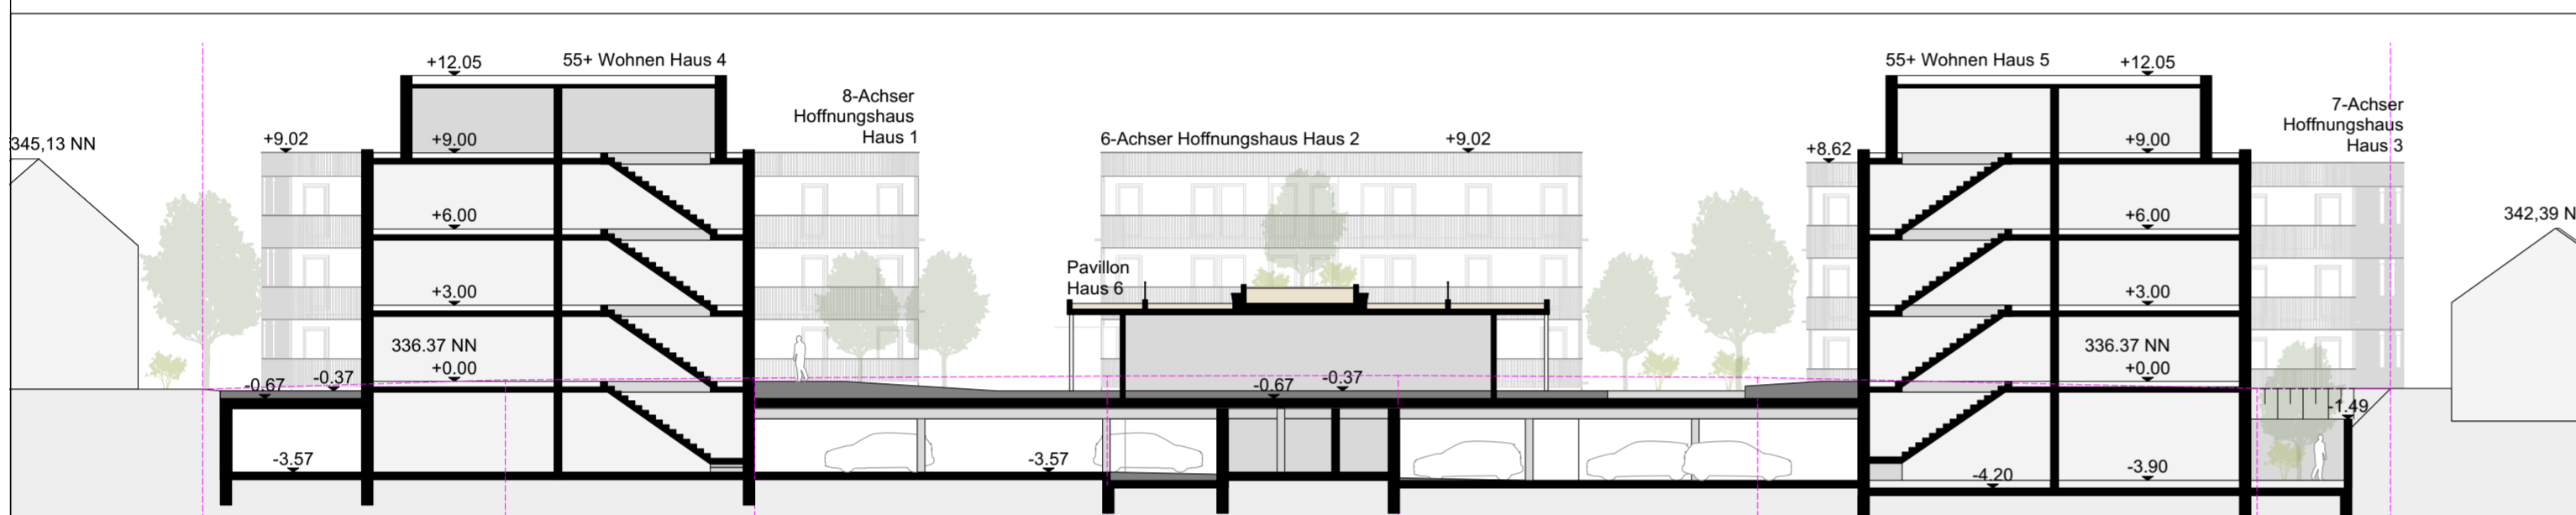 +12.05
55+ Wohnen Haus 4
55+ Wohnen Haus 5
+12.05
8-Achser
Hoffnungshaus
Haus 1
7-Achser
Hoffnungshaus
Haus 3
345,13 NN
+9.02
+9.00
6-Achser Hoffnungshaus Haus 2
+9.02
+8.62
+9.00
+6.00
+6.00
342,39 N
Pavillon
Haus 6
+3.00
+3.00
336.37 NN
+0.00
336.37 NN
+0.00
-0.67
-0.37
-0.67
-0.37
-1.49
-3.57
-3.57
-4.20
-3.90